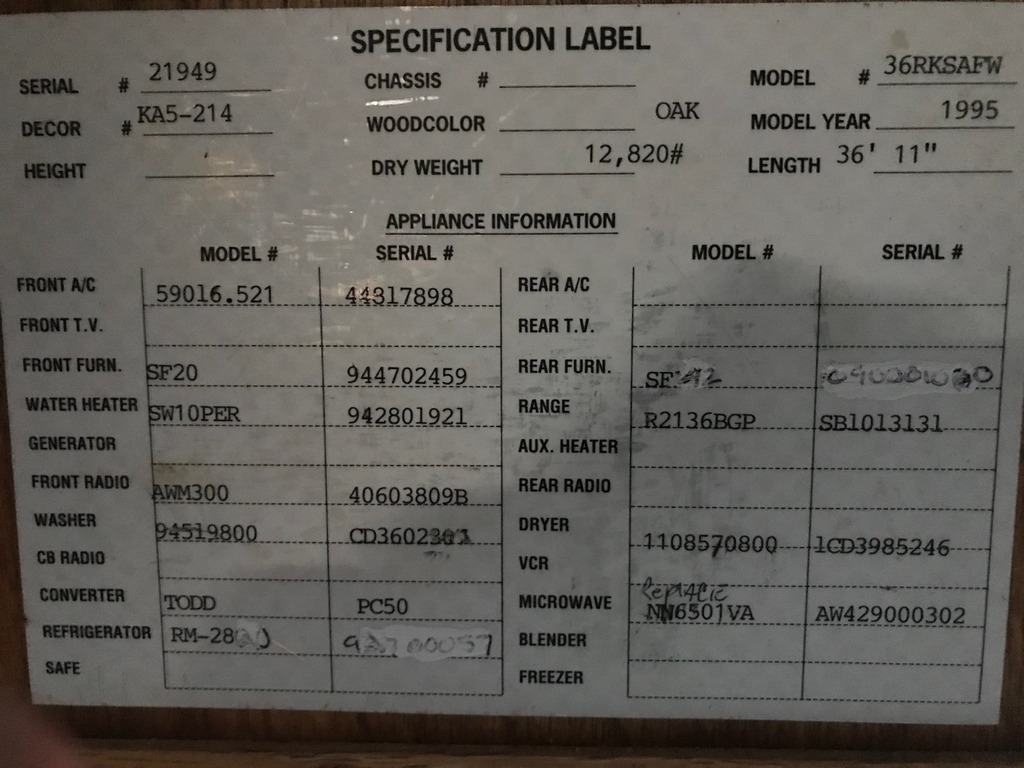 SPECIFICATION LABEL
SERIAL # 21949 CHASSIS # MODEL # 36RKSAFW
DECOR # KA5-214 WOODCOLOR OAK MODEL YEAR 1995
HEIGHT DRY WEIGHT 12,820# LENGTH 36' 11"
APPLIANCE INFORMATION
MODEL # SERIAL # MODEL # SERIAL #
FRONT A/C 59016.521 44317898 REAR A/C
FRONT T.V. REAR T.V.
FRONT FURN. SF20 944702459 REAR FURN.
WATER HEATER SW10PER 942801921 RANGE R2136BGP SB1013131
GENERATOR AUX. HEATER
FRONT RADIO AWM300 40603809B REAR RADIO
WASHER 94519800 DRYER 1108570800 1CD3985246
CB RADIO VCR
CONVERTER TODD PC50 MICROWAVE NN6501VA AW429000302
REFRIGERATOR BLENDER
SAFE FREEZER